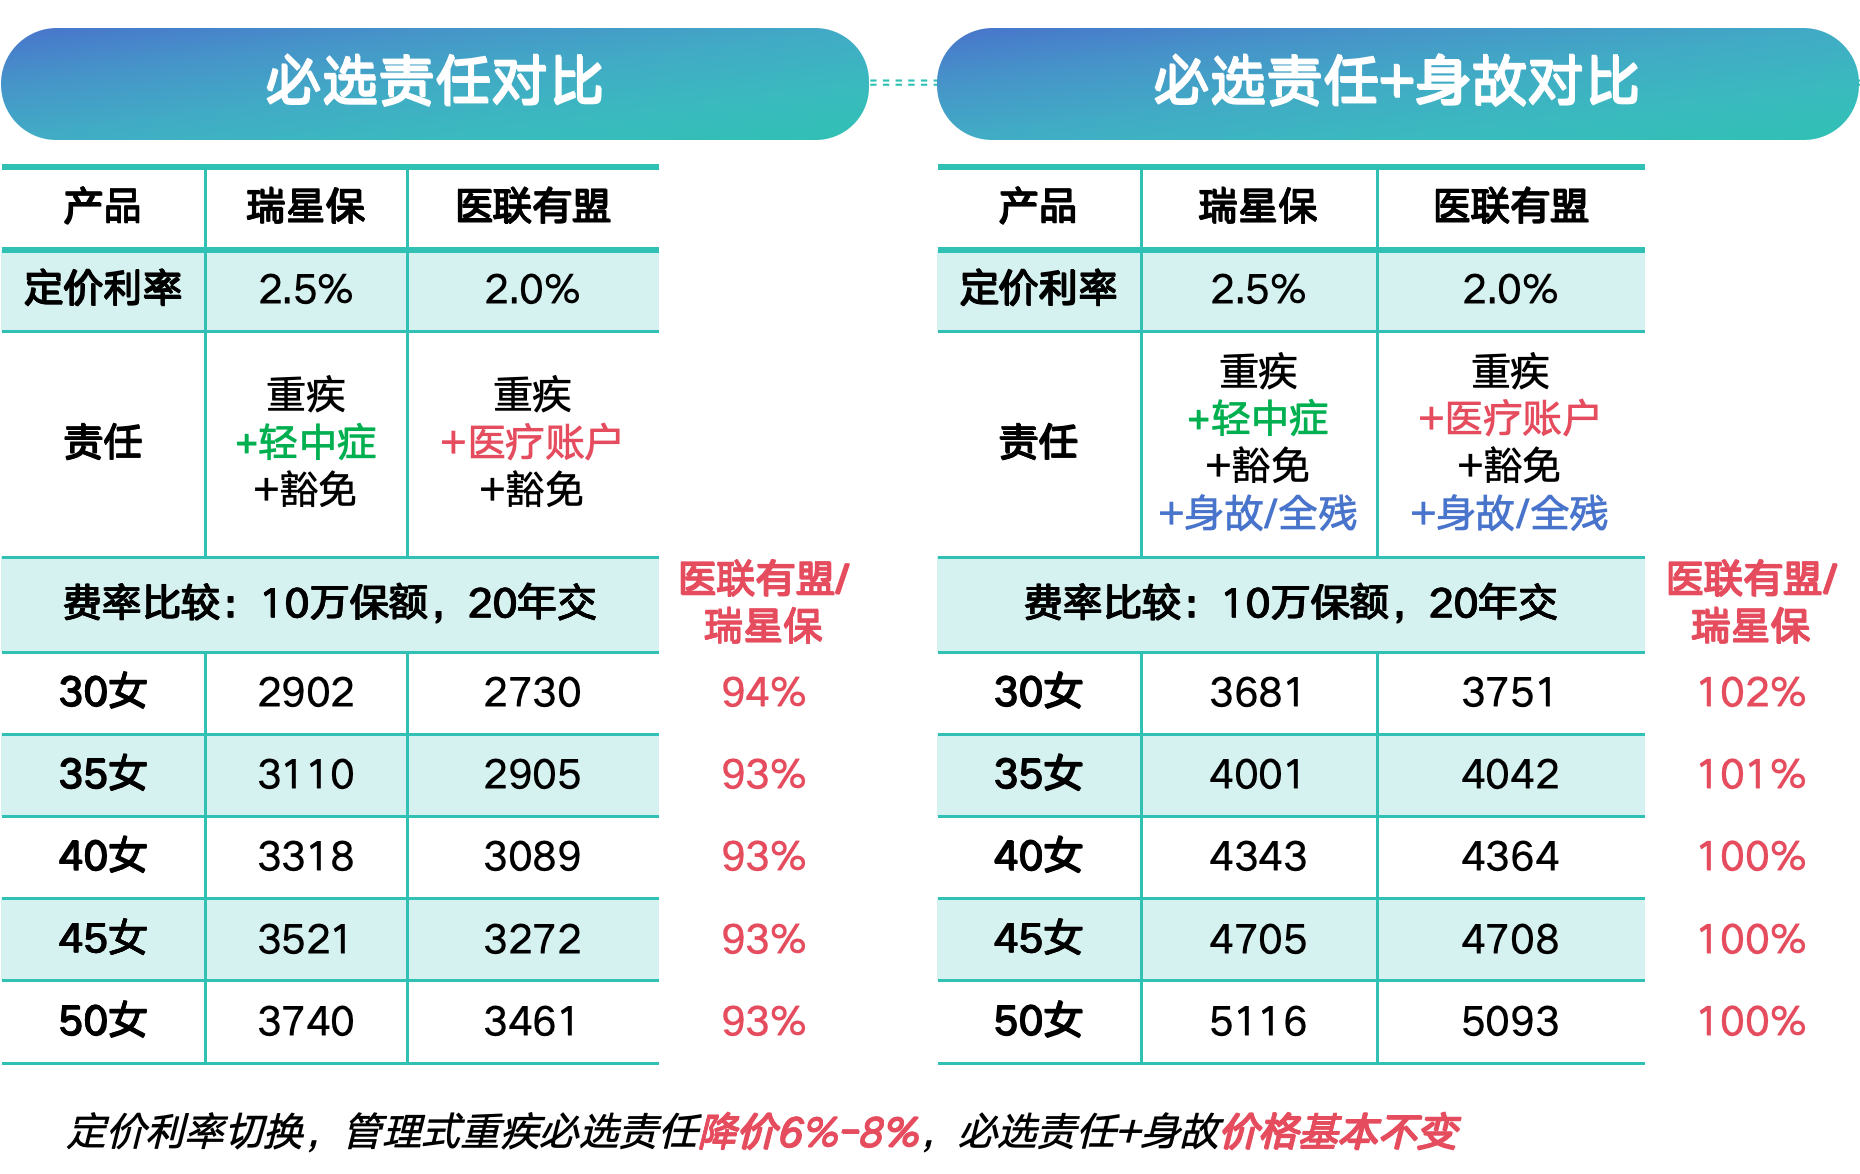 必选责任对比
产品 瑞星保 医联有盟
定价利率 2.5% 2.0%
责任
重疾
+轻中症
+豁免
重疾
+医疗账户
+豁免
费率比较：10万保额，20年交
医联有盟/
瑞星保
30女 2902 2730 94%
35女 3110 2905 93%
40女 3318 3089 93%
45女 3521 3272 93%
50女 3740 3461 93%
必选责任+身故对比
产品 瑞星保 医联有盟
定价利率 2.5% 2.0%
责任
重疾
+轻中症
+豁免
+身故/全残
重疾
+医疗账户
+豁免
+身故/全残
费率比较：10万保额，20年交
医联有盟/
瑞星保
30女 3681 3751 102%
35女 4001 4042 101%
40女 4343 4364 100%
45女 4705 4708 100%
50女 5116 5093 100%
定价利率切换，管理式重疾必选责任降价6%-8%，必选责任+身故价格基本不变